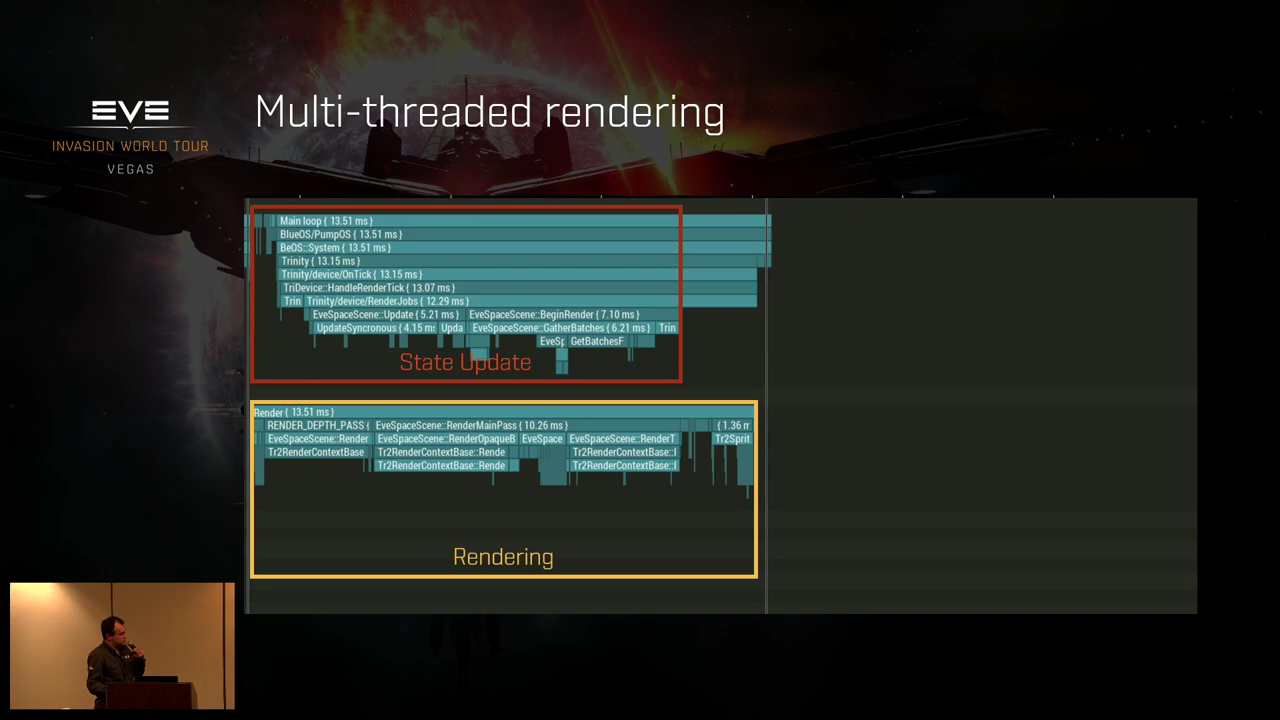 EVE
INVASION WORLD TOUR
VEGAS
Multi-threaded rendering
Main loop { 13.51 ms }
BlueOS/PumpOS { 13.51 ms }
BeOS::System { 13.51 ms }
Trinity { 13.15 ms }
Trinity/device/OnTick { 13.15 ms }
TriDevice::HandleRenderTick { 13.07 ms }
Trin Trinity/device/RenderJobs { 12.29 ms }
EveSpaceScene::Update { 5.21 ms } EveSpaceScene::BeginRender { 7.10 ms }
UpdateSyncronous { 4.15 ms Upda EveSpaceScene::GatherBatches { 6.21 ms } Trin
EveSp GetBatchesF
State Update
Render { 13.51 ms }
RENDER_DEPTH_PASS { EveSpaceScene::RenderMainPass { 10.26 ms } { 1.36 m
EveSpaceScene::Render EveSpaceScene::RenderOpaqueB EveSpace EveSpaceScene::RenderT Tr2Sprit
Tr2RenderContextBase Tr2RenderContextBase::Rende Tr2RenderContextBase::I
Tr2RenderContextBase::Rende Tr2RenderContextBase::I
Rendering